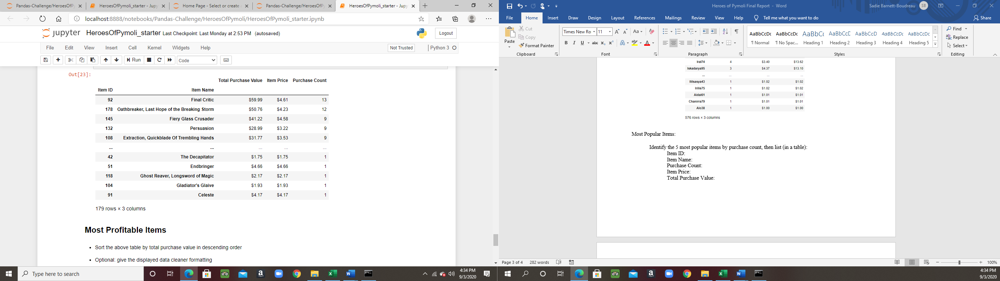 Pandas-Challenge/HeroesOfPy
HeroesOfPymoli_starter - Jupy
Home Page - Select or create
Pandas-Challenge/HeroesOfPy
HeroesOfPymoli_starter - Jupy
localhost:8888/notebooks/Pandas-Challenge/HeroesOfPymoli/HeroesOfPymoli_starter.ipynb
jupyter HeroesOfPymoli_starter Last Checkpoint: Last Monday at 2:53 PM (autosaved)
Logout
File Edit View Insert Cell Kernel Widgets Help
Not Trusted Python 3
Run Code
Out[23]:
Total Purchase Value Item Price Purchase Count
Item ID Item Name
92 Final Critic $59.99 $4.61 13
178 Oathbreaker, Last Hope of the Breaking Storm $50.76 $4.23 12
145 Fiery Glass Crusader $41.22 $4.58 9
132 Persuasion $28.99 $3.22 9
108 Extraction, Quickblade Of Trembling Hands $31.77 $3.53 9
... ... ... ... ...
42 The Decapitator $1.75 $1.75 1
51 Endbringer $4.66 $4.66 1
118 Ghost Reaver, Longsword of Magic $2.17 $2.17 1
104 Gladiator's Glaive $1.93 $1.93 1
91 Celeste $4.17 $4.17 1
179 rows × 3 columns
Most Profitable Items
• Sort the above table by total purchase value in descending order
• Optional: give the displayed data cleaner formatting
Type here to search
4:34 PM
9/3/2020
Heroes of Pymoli Final Report - Word
Sadie Barnett-Boudreau SB
File Home Insert Draw Design Layout References Mailings Review View Help Tell me what you want to do
Share
Paste
Cut
Copy
Format Painter
Clipboard
Times New Ro 11
Font
Paragraph
AaBbCcDc AaBbCcDc AaBbCc AaBbCcC AaBbCcD AaBbCcDc AaBbCcDc
¶ Normal ¶ No Spac... Heading 1 Heading 2 Heading 3 Heading 4 Heading 5
Styles
Find
Replace
Select
Editing
Iral74 4 $3.40 $13.62
Iskadarya95 3 $4.37 $13.10
... ... ... ...
Ililsasya43 1 $1.02 $1.02
Irilis75 1 $1.02 $1.02
Aidai61 1 $1.01 $1.01
Chanirra79 1 $1.01 $1.01
Alo38 1 $1.00 $1.00
576 rows × 3 columns
Most Popular Items:
Identify the 5 most popular items by purchase count, then list (in a table):
Item ID:
Item Name:
Purchase Count:
Item Price:
Total Purchase Value:
Page 3 of 4 282 words
100%
4:34 PM
9/3/2020